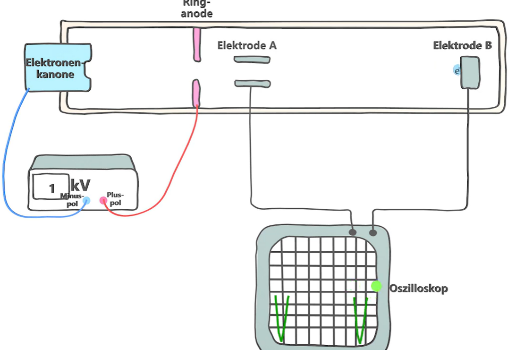 Ring-
anode
Elektrode A
Elektrode B
Elektronen-
kanone
e
1 kV
Minus-
pol
Plus-
pol
Oszilloskop